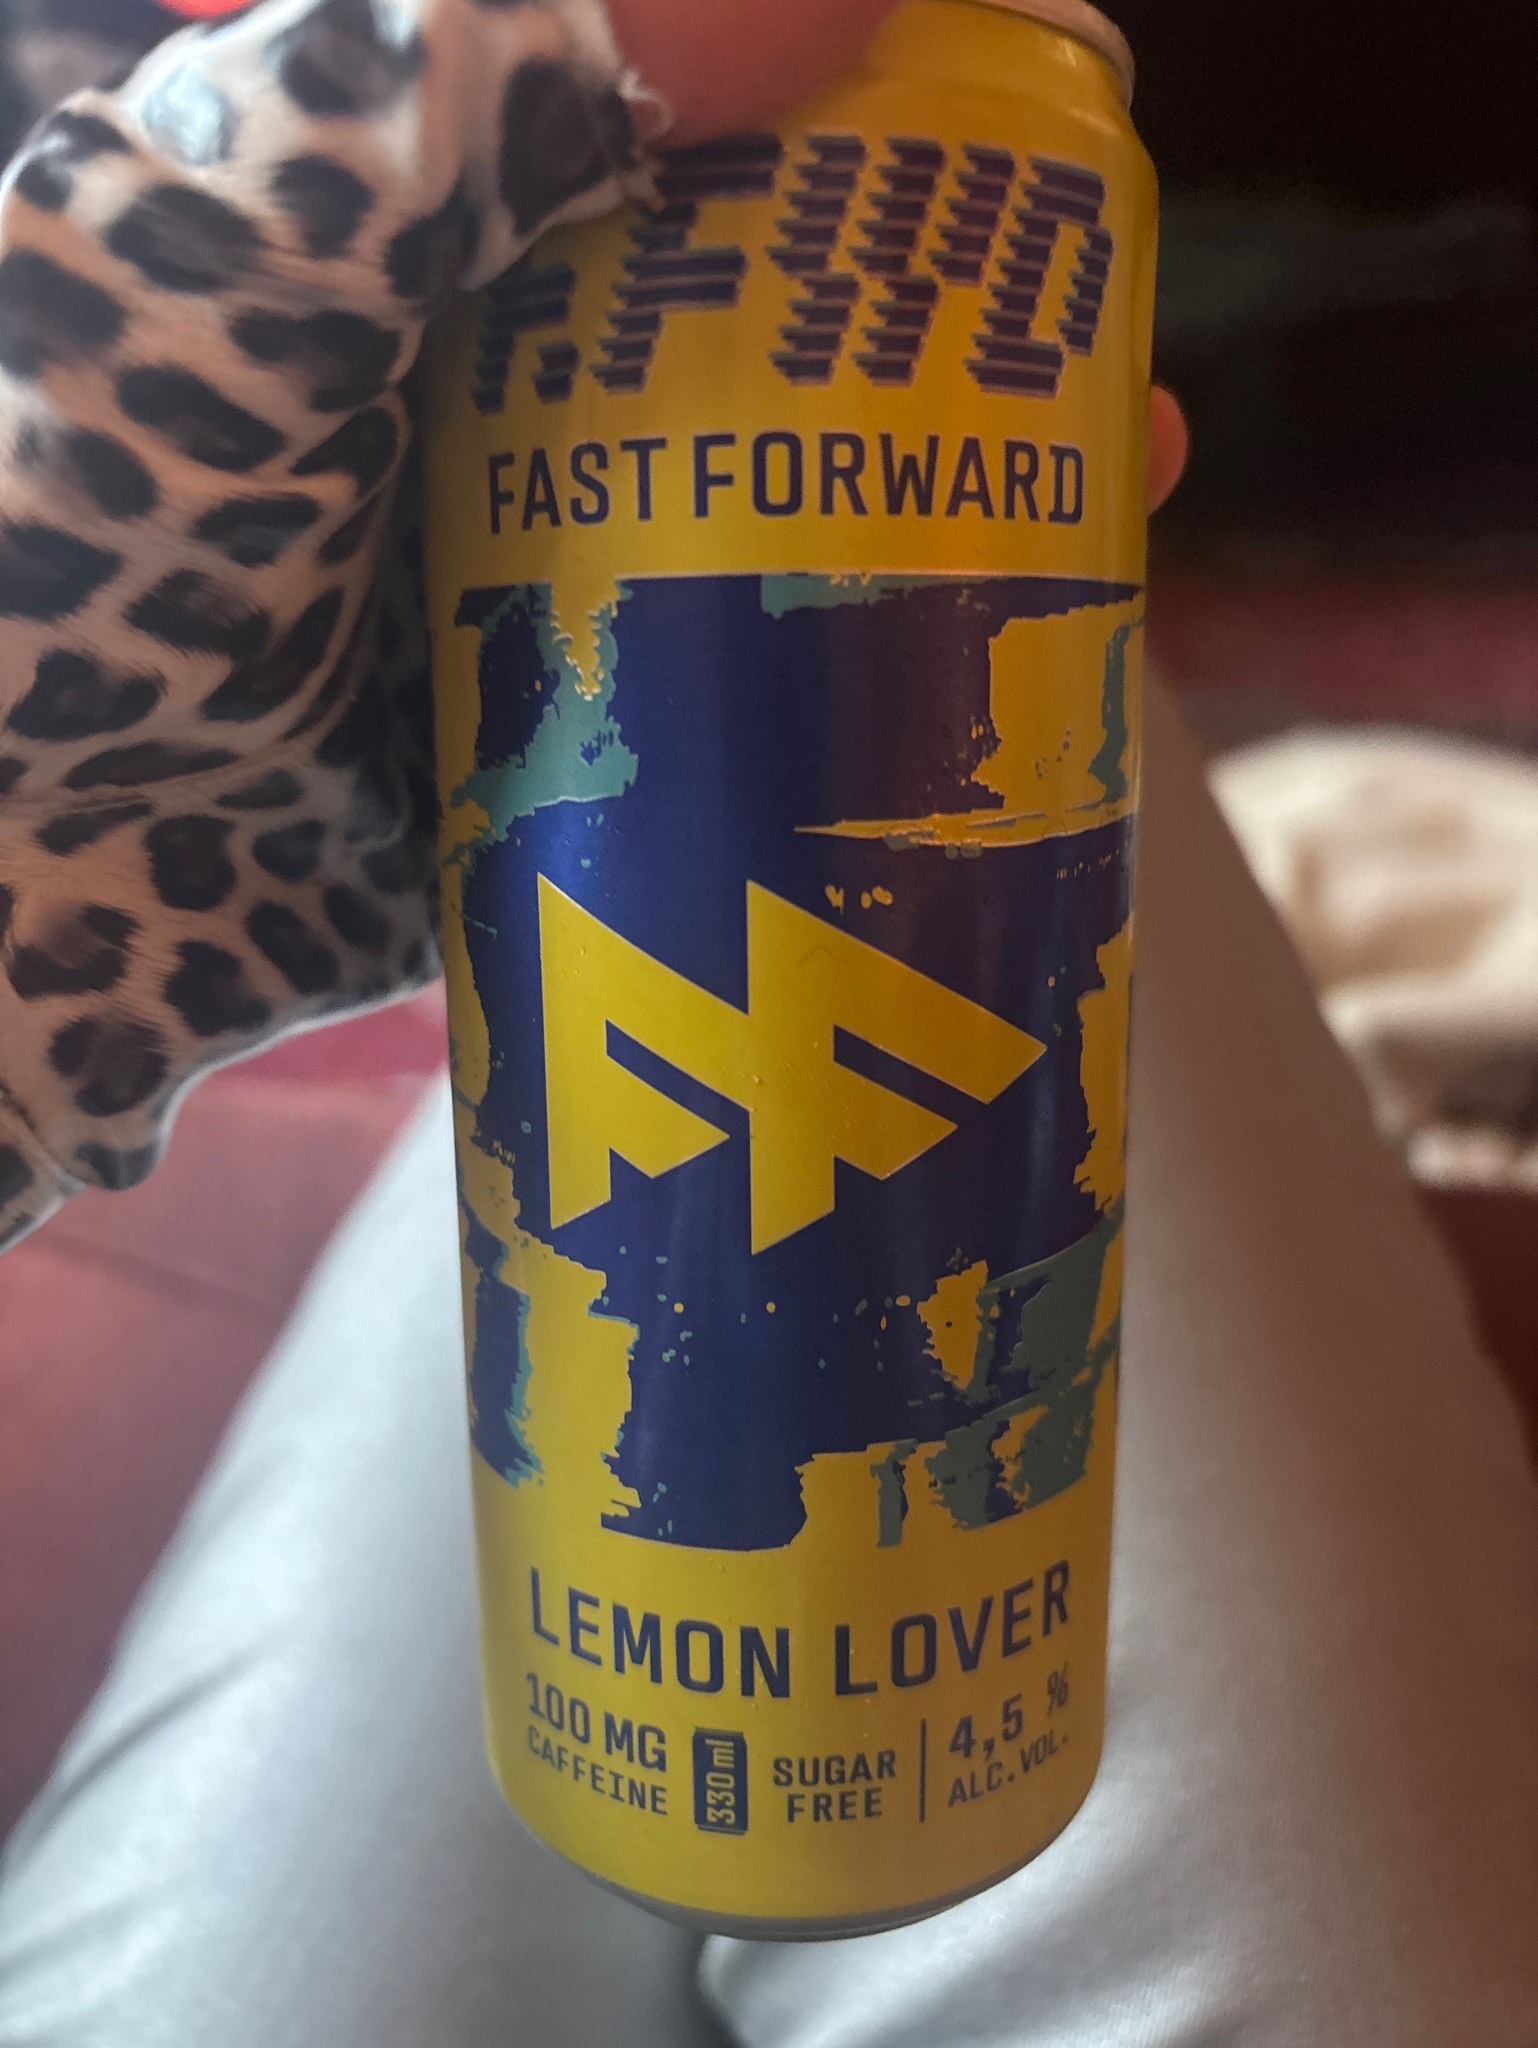 F.FWD
FAST FORWARD
LEMON LOVER
100 MG
CAFFEINE
330 ml
SUGAR
FREE
4,5 %
ALC.VOL.